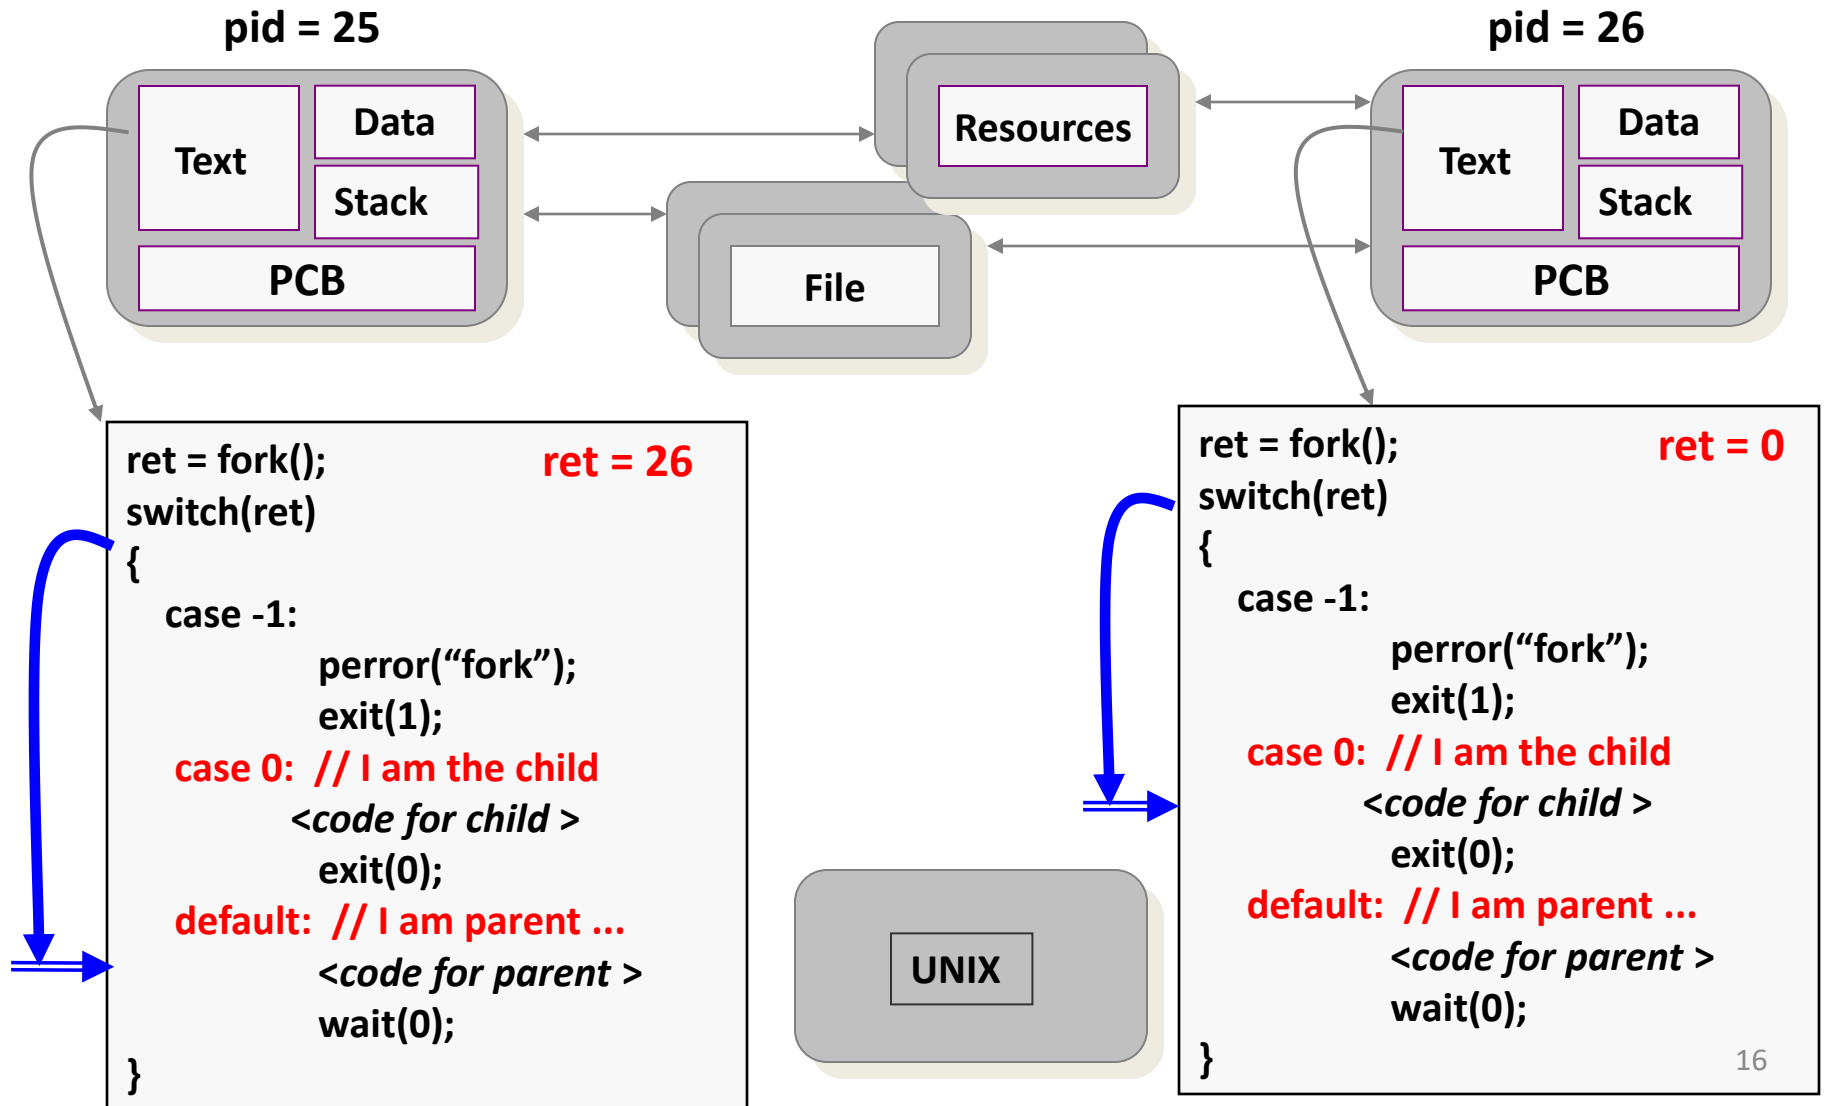 pid = 25
pid = 26
Text
Data
Stack
PCB
Resources
File
Text
Data
Stack
PCB
ret = fork();
ret = 26
switch(ret)
{
case -1:
perror(“fork”);
exit(1);
case 0: // I am the child
<code for child >
exit(0);
default: // I am parent ...
<code for parent >
wait(0);
}
UNIX
ret = fork();
ret = 0
switch(ret)
{
case -1:
perror(“fork”);
exit(1);
case 0: // I am the child
<code for child >
exit(0);
default: // I am parent ...
<code for parent >
wait(0);
}
16